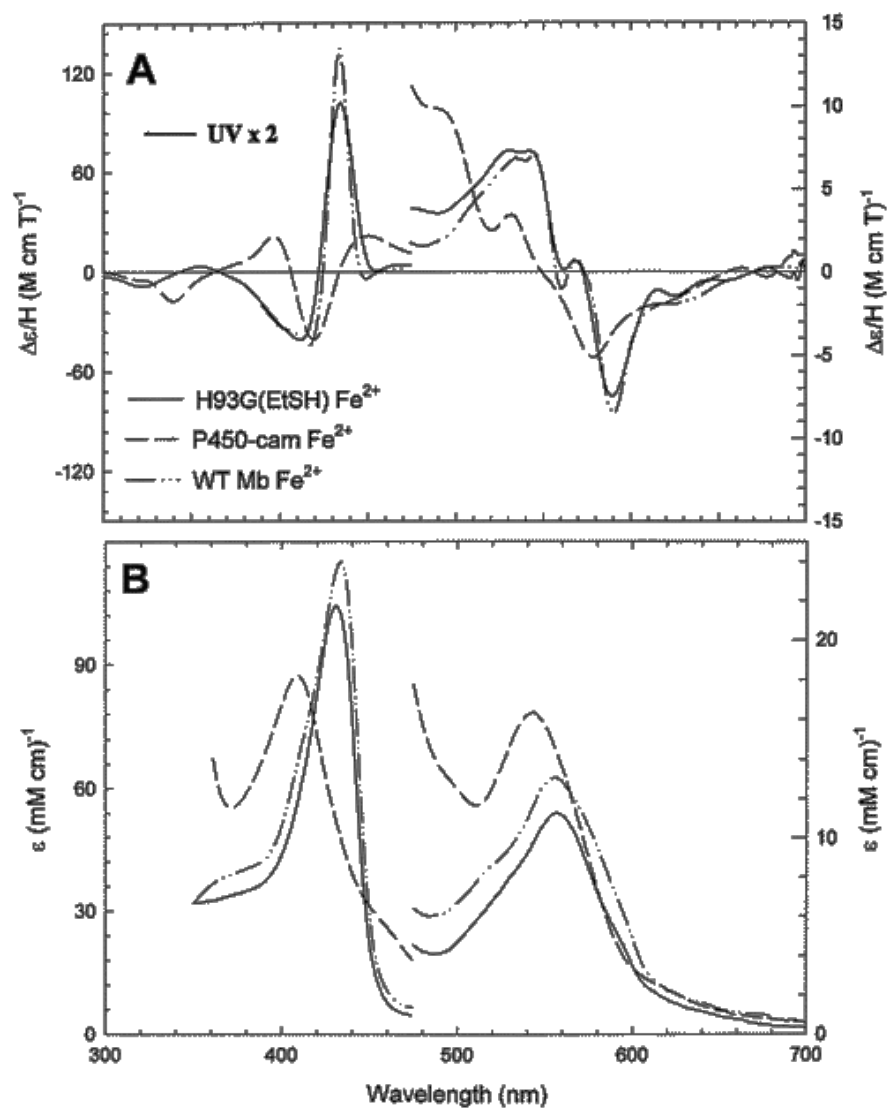 A
UV x 2
120
60
0
-60
-120
15
10
5
0
-5
-10
-15
Δε/H (M cm T)⁻¹
Δε/H (M cm T)⁻¹
H93G(EtSH) Fe²⁺
P450-cam Fe²⁺
WT Mb Fe²⁺
B
90
60
30
0
20
10
0
ε (mM cm)⁻¹
ε (mM cm)⁻¹
300 400 500 600 700
Wavelength (nm)